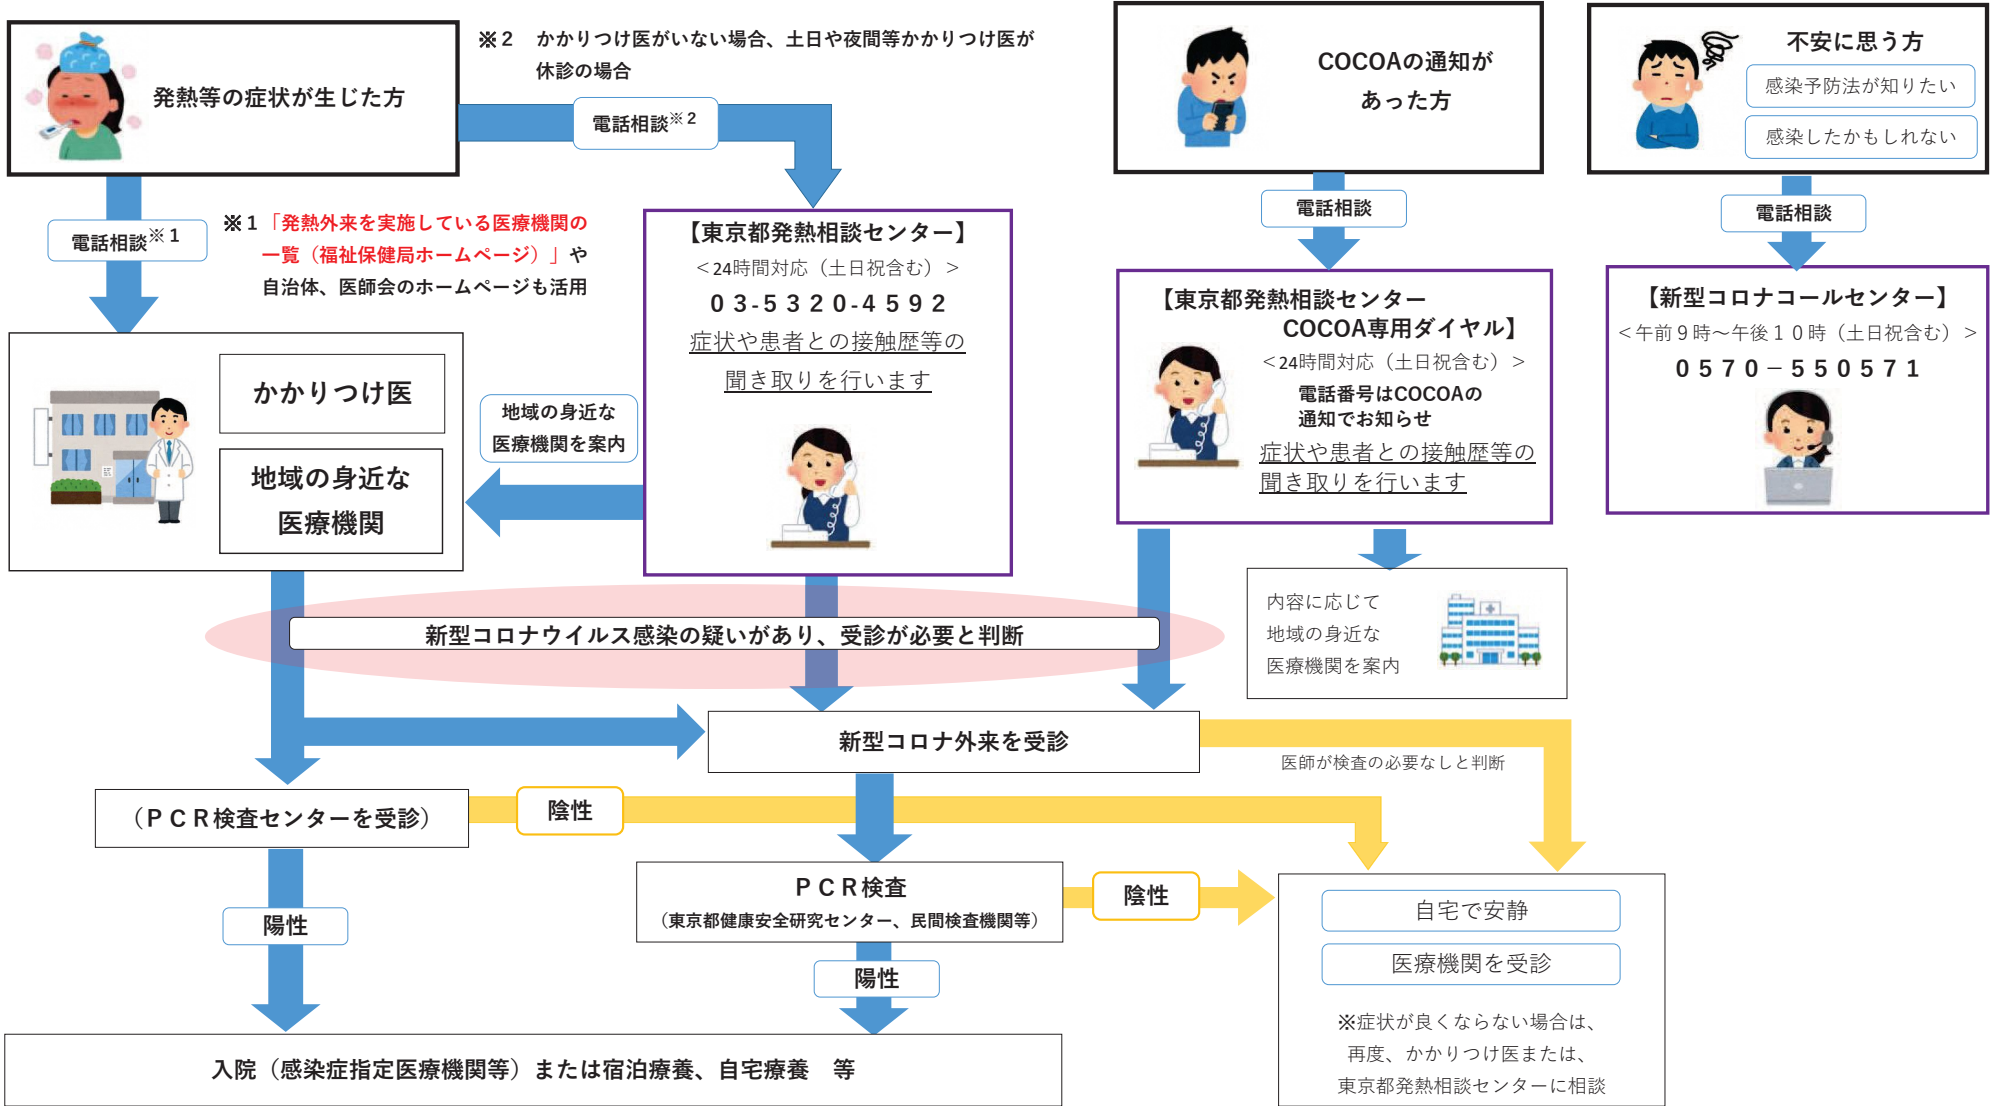 発熱等の症状が生じた方
※２　かかりつけ医がいない場合、土日や夜間等かかりつけ医が
休診の場合
電話相談※２
COCOAの通知が
あった方
不安に思う方
感染予防法が知りたい
感染したかもしれない
電話相談※１
※１「発熱外来を実施している医療機関の
一覧（福祉保健局ホームページ）」や
自治体、医師会のホームページも活用
電話相談
電話相談
【東京都発熱相談センター】
＜24時間対応（土日祝含む）＞
０３-５３２０-４５９２
症状や患者との接触歴等の
聞き取りを行います
【東京都発熱相談センター
COCOA専用ダイヤル】
＜24時間対応（土日祝含む）＞
電話番号はCOCOAの
通知でお知らせ
症状や患者との接触歴等の
聞き取りを行います
【新型コロナコールセンター】
＜午前９時～午後１０時（土日祝含む）＞
０５７０－５５０５７１
かかりつけ医
地域の身近な
医療機関
地域の身近な
医療機関を案内
内容に応じて
地域の身近な
医療機関を案内
新型コロナウイルス感染の疑いがあり、受診が必要と判断
新型コロナ外来を受診
医師が検査の必要なしと判断
（ＰＣＲ検査センターを受診）
陰性
ＰＣＲ検査
（東京都健康安全研究センター、民間検査機関等）
陰性
陽性
陽性
自宅で安静
医療機関を受診
※症状が良くならない場合は、
再度、かかりつけ医または、
東京都発熱相談センターに相談
入院（感染症指定医療機関等）または宿泊療養、自宅療養　等